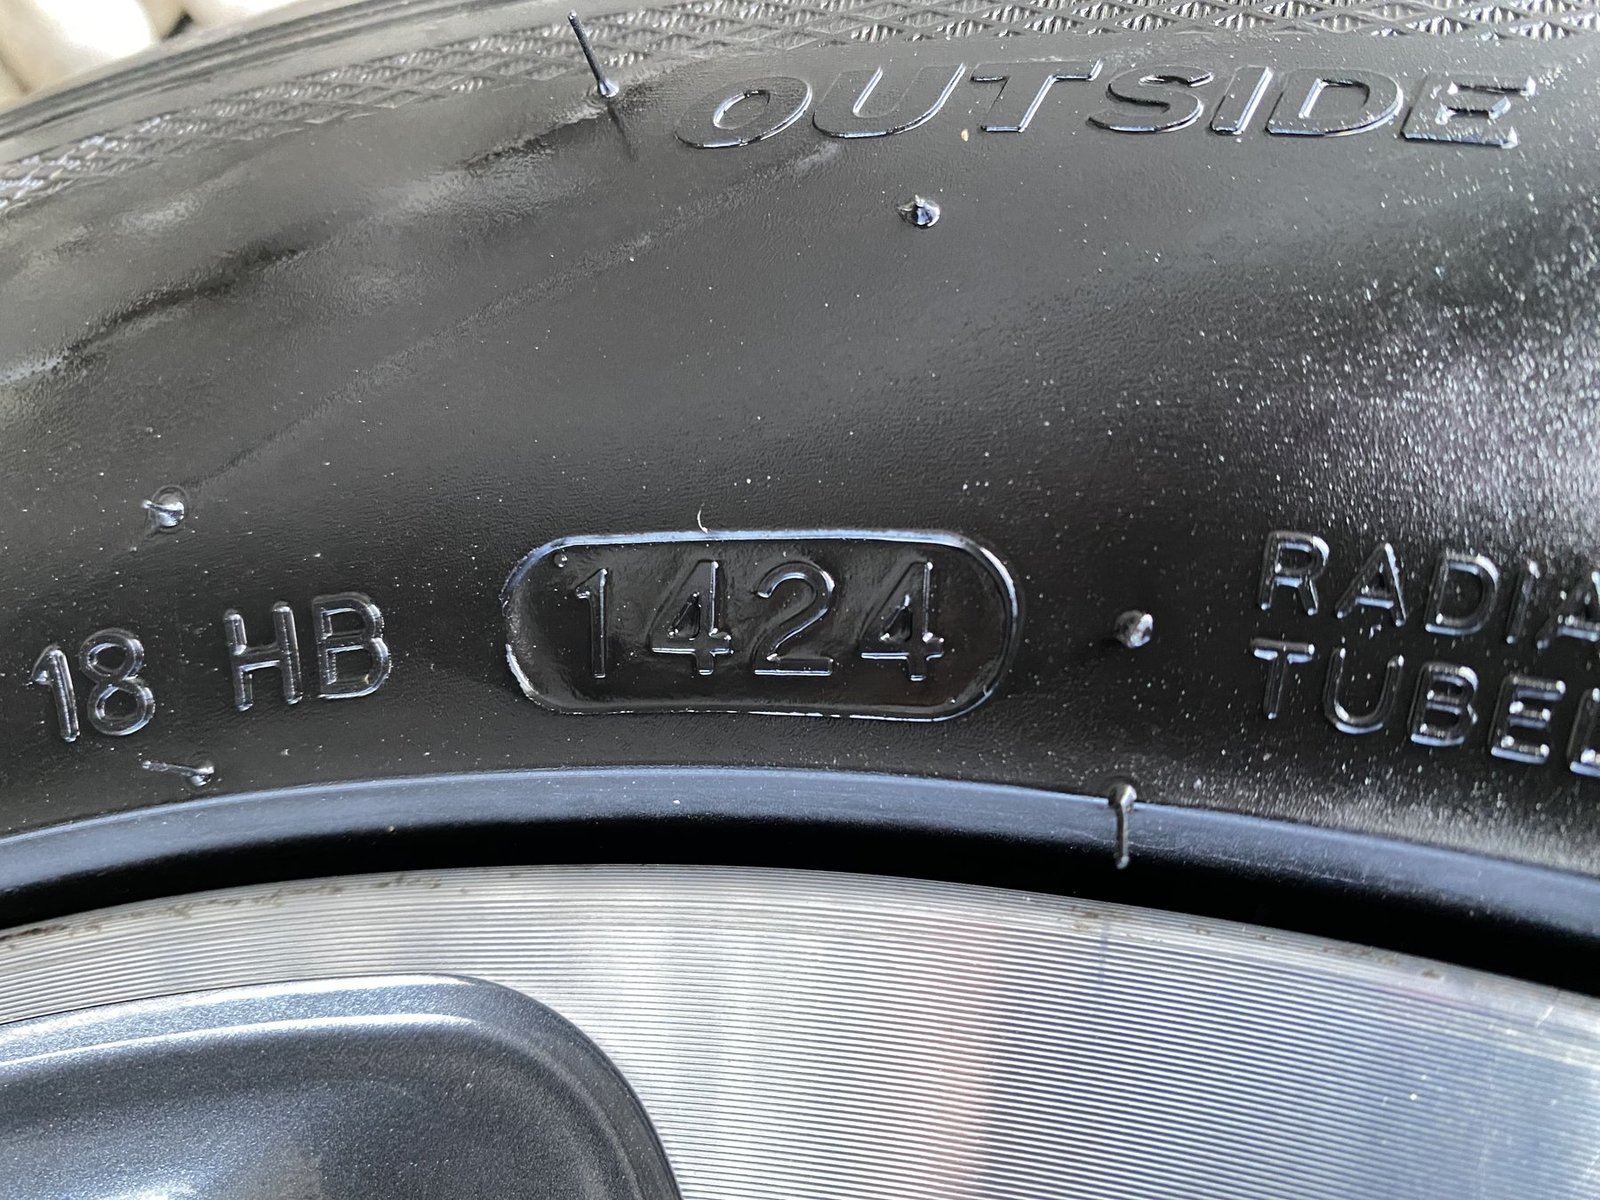 OUTSIDE
18 HB 1424
RADIA
TUBEL